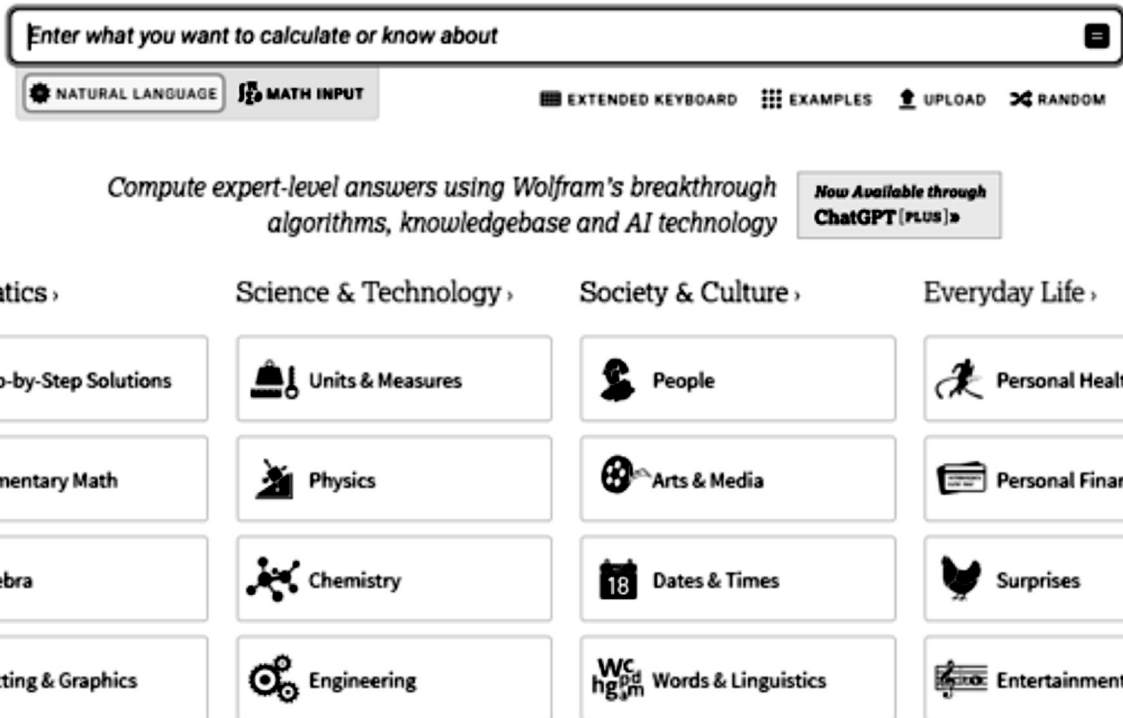 Enter what you want to calculate or know about
NATURAL LANGUAGE MATH INPUT EXTENDED KEYBOARD EXAMPLES UPLOAD RANDOM
Compute expert-level answers using Wolfram's breakthrough
algorithms, knowledgebase and AI technology
Now Available through
ChatGPT [PLUS]»
atics › Science & Technology › Society & Culture › Everyday Life ›
p-by-Step Solutions Units & Measures People Personal Healt
mentary Math Physics Arts & Media Personal Finan
ebra Chemistry 18 Dates & Times Surprises
tting & Graphics Engineering Words & Linguistics Entertainment